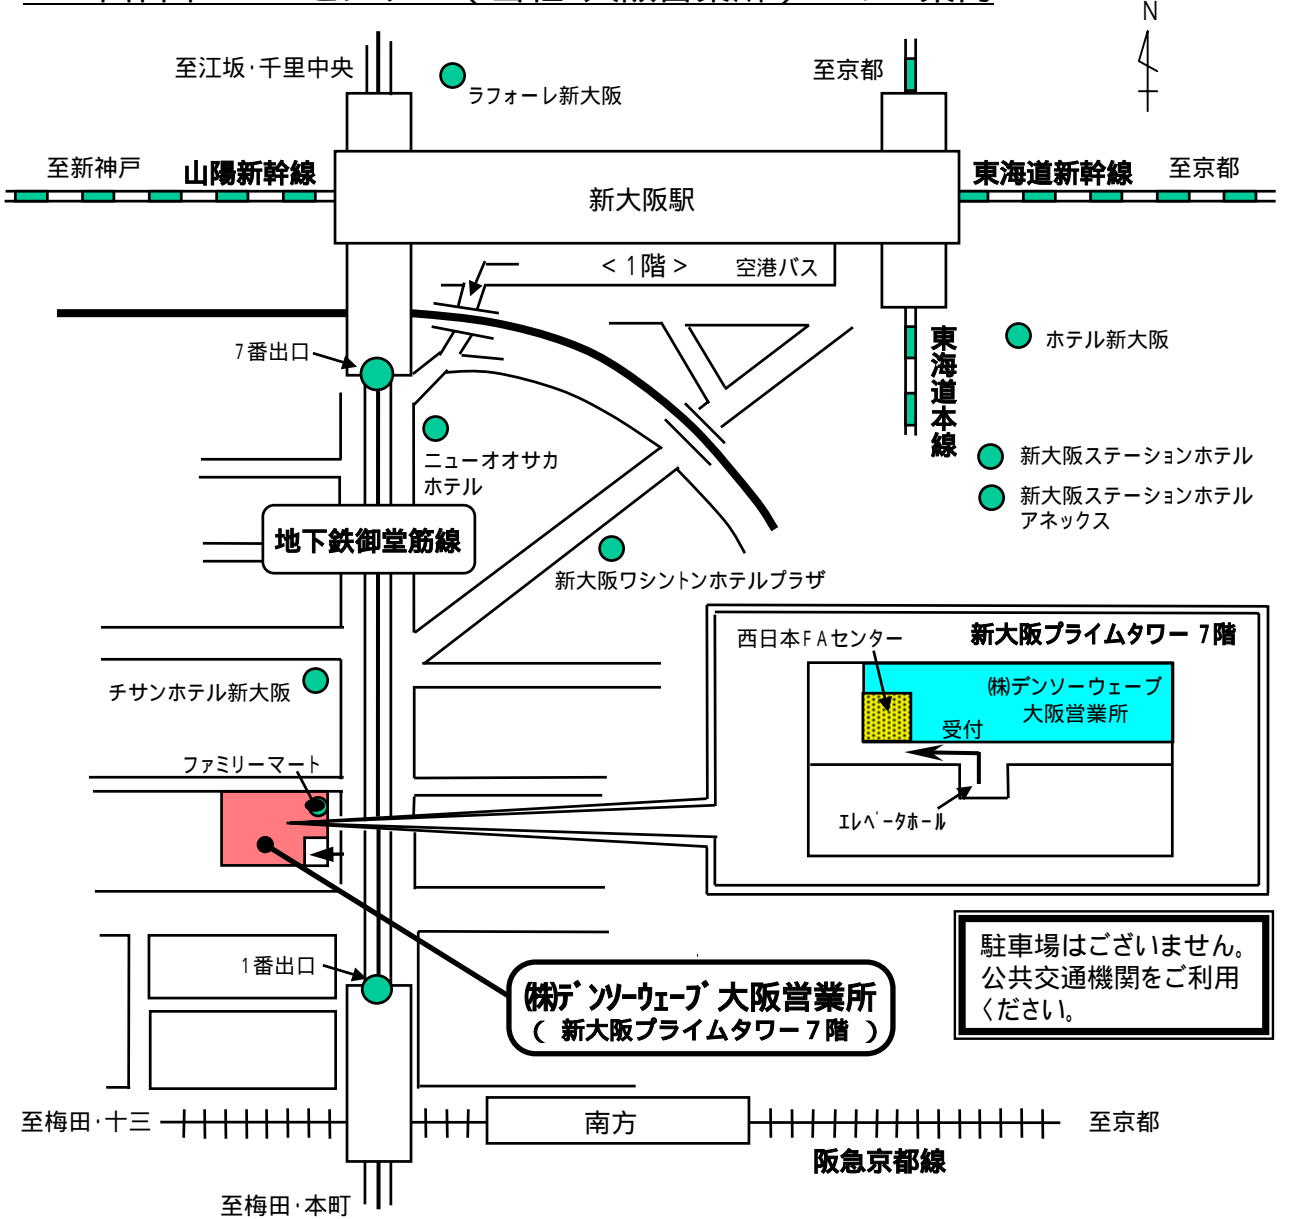 N
至江坂・千里中央
ラフォーレ新大阪
至京都
至新神戸
山陽新幹線
新大阪駅
東海道新幹線
至京都
<1階>
空港バス
7番出口
東海道本線
ホテル新大阪
ニューオオサカ
ホテル
新大阪ステーションホテル
新大阪ステーションホテル
アネックス
地下鉄御堂筋線
新大阪ワシントンホテルプラザ
西日本FAセンター
新大阪プライムタワー 7階
チサンホテル新大阪
㈱デンソーウェーブ
大阪営業所
受付
ファミリーマート
エレベータホール
駐車場はございません。
公共交通機関をご利用
ください。
1番出口
㈱デンソーウェーブ 大阪営業所
( 新大阪プライムタワー 7階 )
至梅田・十三
南方
至京都
阪急京都線
至梅田・本町